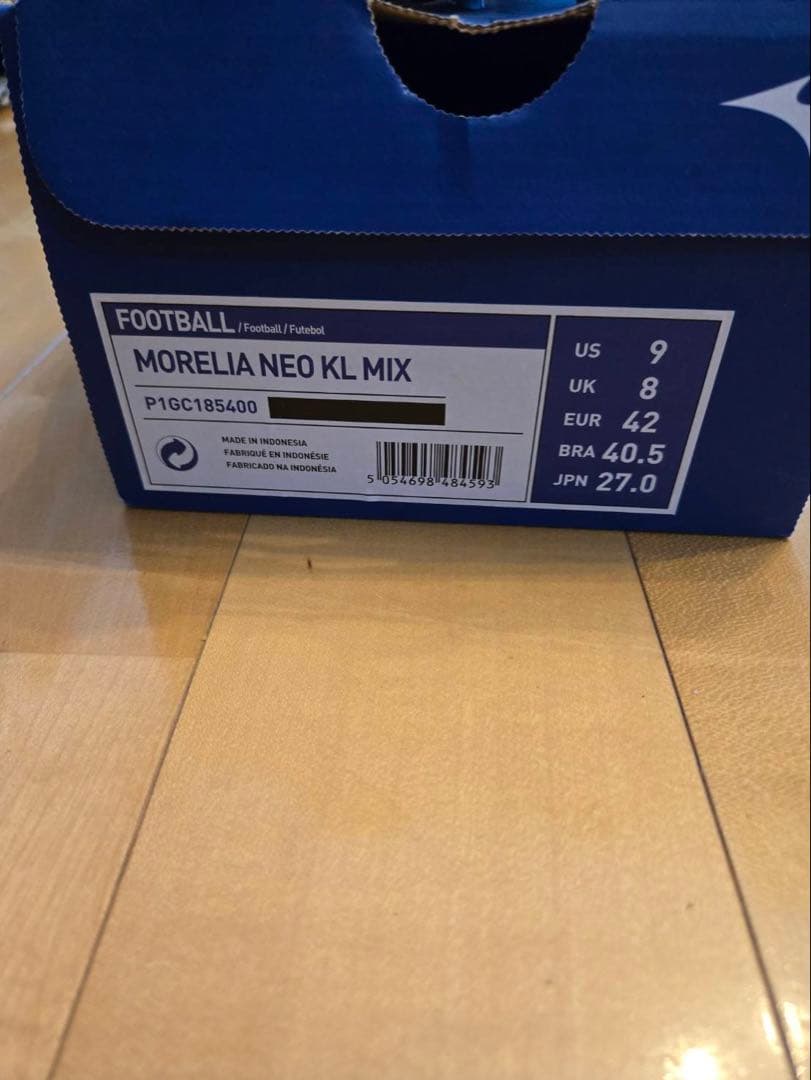 FOOTBALL / Football / Futebol
MORELIA NEO KL MIX
P1GC185400
MADE IN INDONESIA
FABRIQUÉ EN INDONÉSIE
FABRICADO NA INDONÉSIA
5 054698 484593
US 9
UK 8
EUR 42
BRA 40.5
JPN 27.0